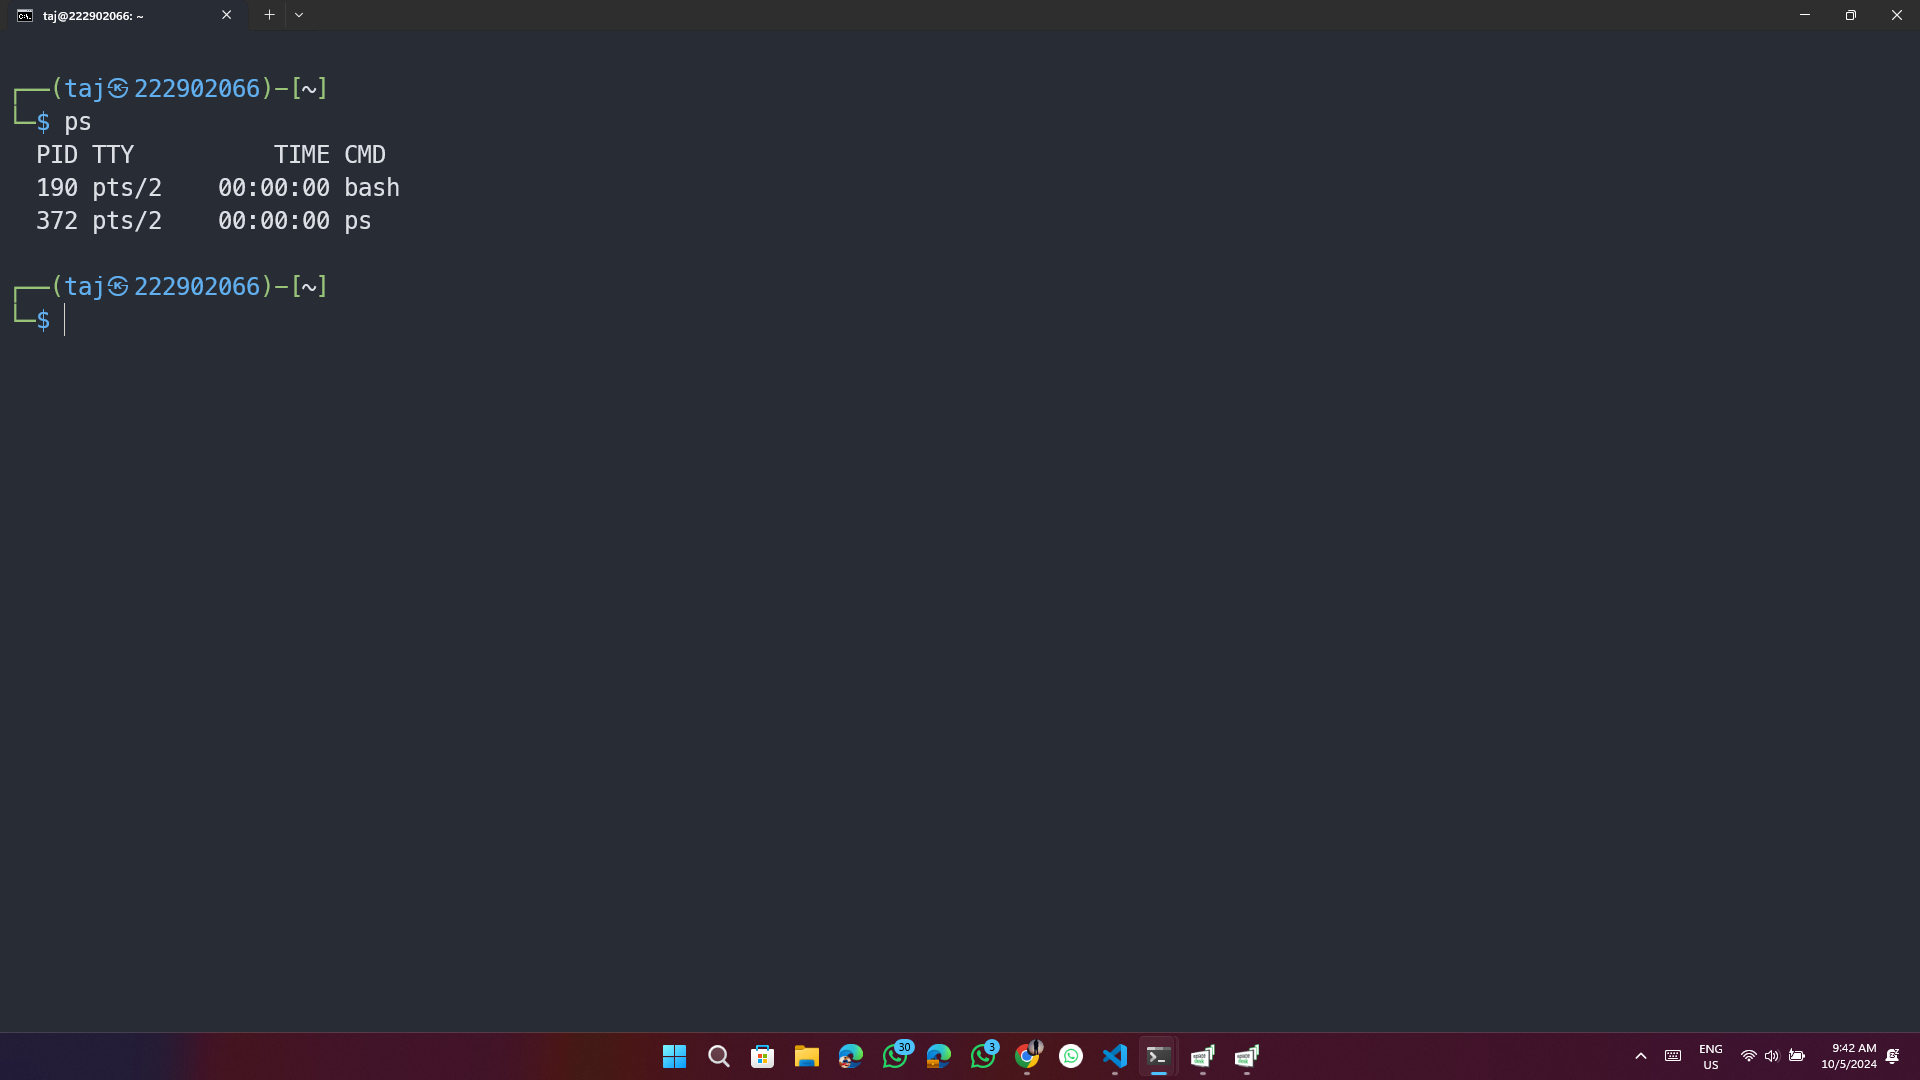 taj@222902066: ~
┌──(taj㉿222902066)-[~]
└─$ ps
PID TTY          TIME CMD
190 pts/2    00:00:00 bash
372 pts/2    00:00:00 ps
┌──(taj㉿222902066)-[~]
└─$
30
3
ENG
US
9:42 AM
10/5/2024